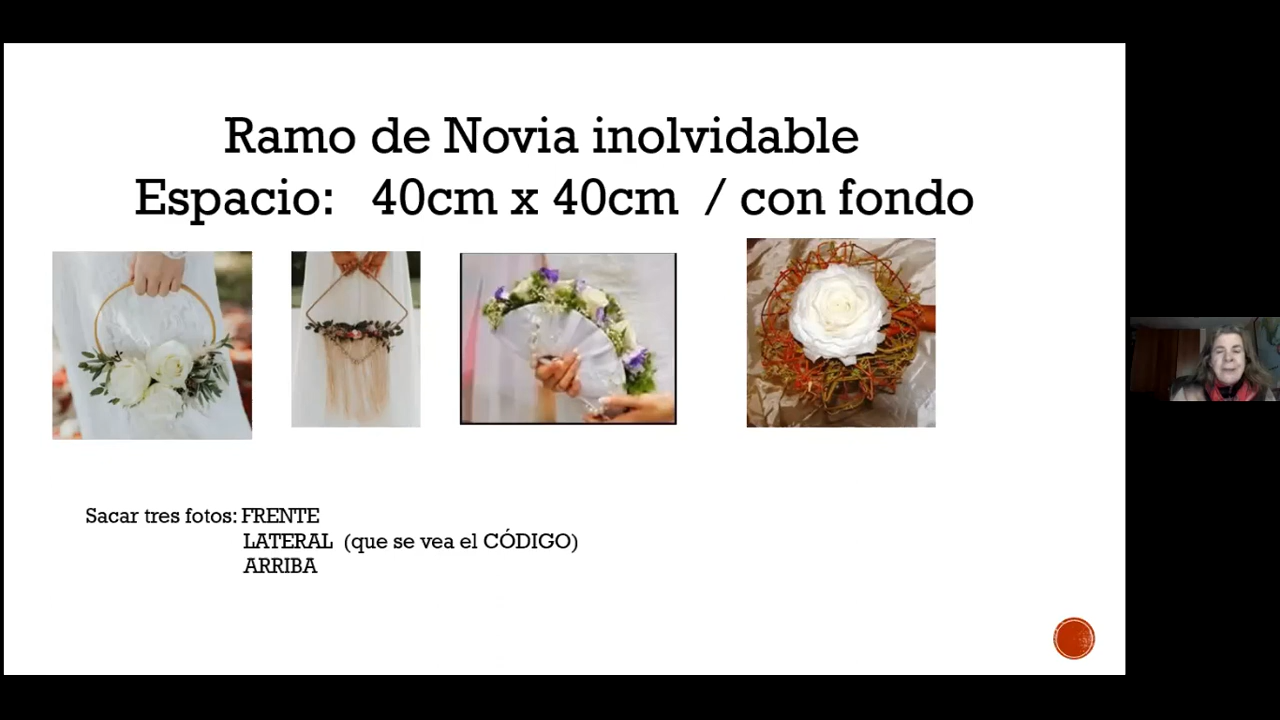 Ramo de Novia inolvidable
Espacio: 40cm x 40cm / con fondo
Sacar tres fotos: FRENTE
LATERAL (que se vea el CÓDIGO)
ARRIBA